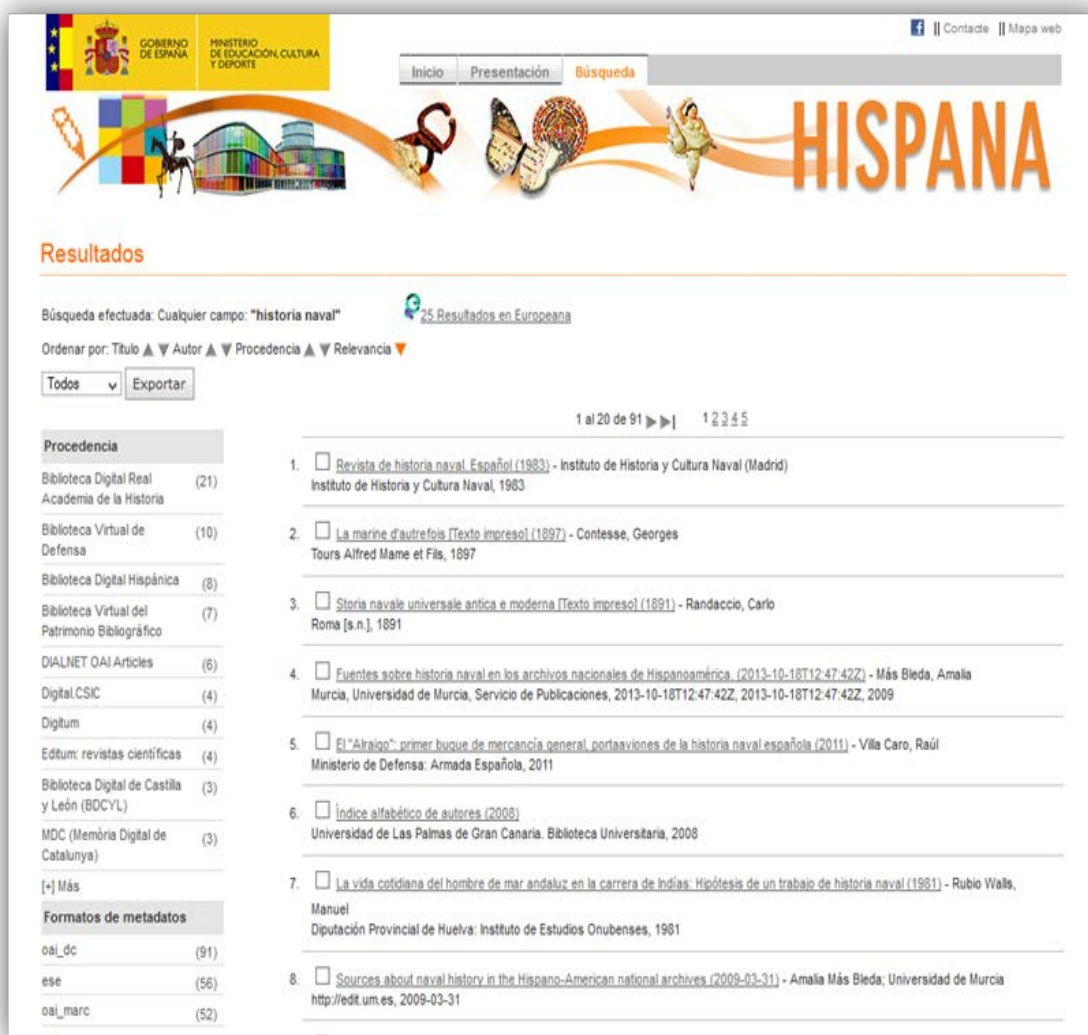 GOBIERNO
DE ESPAÑA
MINISTERIO
DE EDUCACIÓN, CULTURA
Y DEPORTE
|| Contacte || Mapa web
Inicio Presentación Búsqueda
HISPANA
Resultados
Búsqueda efectuada: Cualquier campo: "historia naval" 25 Resultados en Europeana
Ordenar por: Título ▲ ▼ Autor ▲ ▼ Procedencia ▲ ▼ Relevancia ▼
Todos Exportar
1 al 20 de 91 1 2 3 4 5
Procedencia
Biblioteca Digital Real (21)
Academia de la Historia
Biblioteca Virtual de (10)
Defensa
Biblioteca Digital Hispánica (8)
Biblioteca Virtual del (7)
Patrimonio Bibliográfico
DIALNET OAI Articles (6)
Digital.CSIC (4)
Digitum (4)
Editum: revistas científicas (4)
Biblioteca Digital de Castilla (3)
y León (BDCYL)
MDC (Memòria Digital de (3)
Catalunya)
[+] Más
Formatos de metadatos
oai_dc (91)
ese (56)
oai_marc (52)
1. Revista de historia naval. Español (1983) - Instituto de Historia y Cultura Naval (Madrid)
Instituto de Historia y Cultura Naval, 1983
2. La marine d'autrefois [Texto impreso] (1897) - Contesse, Georges
Tours Alfred Mame et Fils, 1897
3. Storia navale universale antica e moderna [Texto impreso] (1891) - Randaccio, Carlo
Roma [s.n.], 1891
4. Fuentes sobre historia naval en los archivos nacionales de Hispanoamérica. (2013-10-18T12:47:42Z) - Más Bleda, Amalia
Murcia, Universidad de Murcia, Servicio de Publicaciones, 2013-10-18T12:47:42Z, 2013-10-18T12:47:42Z, 2009
5. El "Alraigo": primer buque de mercancía general, portaaviones de la historia naval española (2011) - Villa Caro, Raúl
Ministerio de Defensa: Armada Española, 2011
6. Índice alfabético de autores (2008)
Universidad de Las Palmas de Gran Canaria. Biblioteca Universitaria, 2008
7. La vida cotidiana del hombre de mar andaluz en la carrera de Indías: Hipótesis de un trabajo de historia naval (1981) - Rubio Walls,
Manuel
Diputación Provincial de Huelva: Instituto de Estudios Onubenses, 1981
8. Sources about naval history in the Hispano-American national archives (2009-03-31) - Amalia Más Bleda; Universidad de Murcia
http://edit.um.es, 2009-03-31